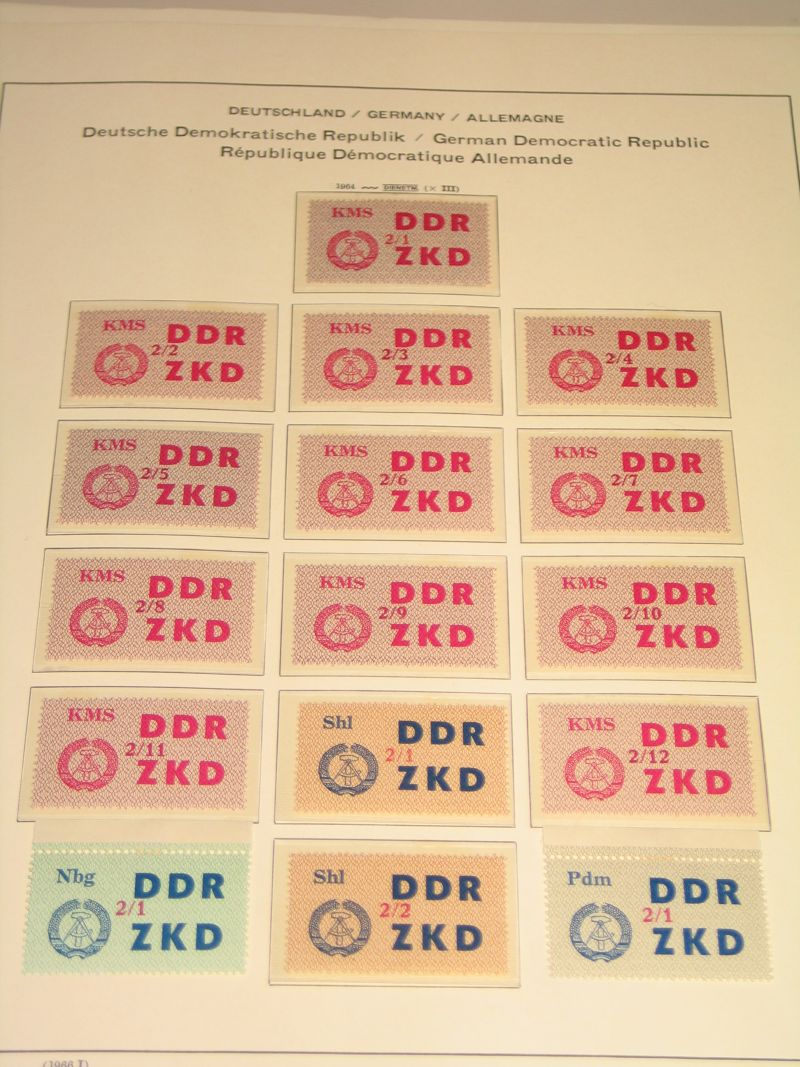 DEUTSCHLAND / GERMANY / ALLEMAGNE
Deutsche Demokratische Republik / German Democratic Republic
République Démocratique Allemande
1964 ~~ DIENSTM. (× III)
KMS DDR
2/1
ZKD
KMS DDR
2/2
ZKD
KMS DDR
2/3
ZKD
KMS DDR
2/4
ZKD
KMS DDR
2/5
ZKD
KMS DDR
2/6
ZKD
KMS DDR
2/7
ZKD
KMS DDR
2/8
ZKD
KMS DDR
2/9
ZKD
KMS DDR
2/10
ZKD
KMS DDR
2/11
ZKD
Shl DDR
2/1
ZKD
KMS DDR
2/12
ZKD
Nbg DDR
2/1
ZKD
Shl DDR
2/2
ZKD
Pdm DDR
2/1
ZKD
(1966 I)